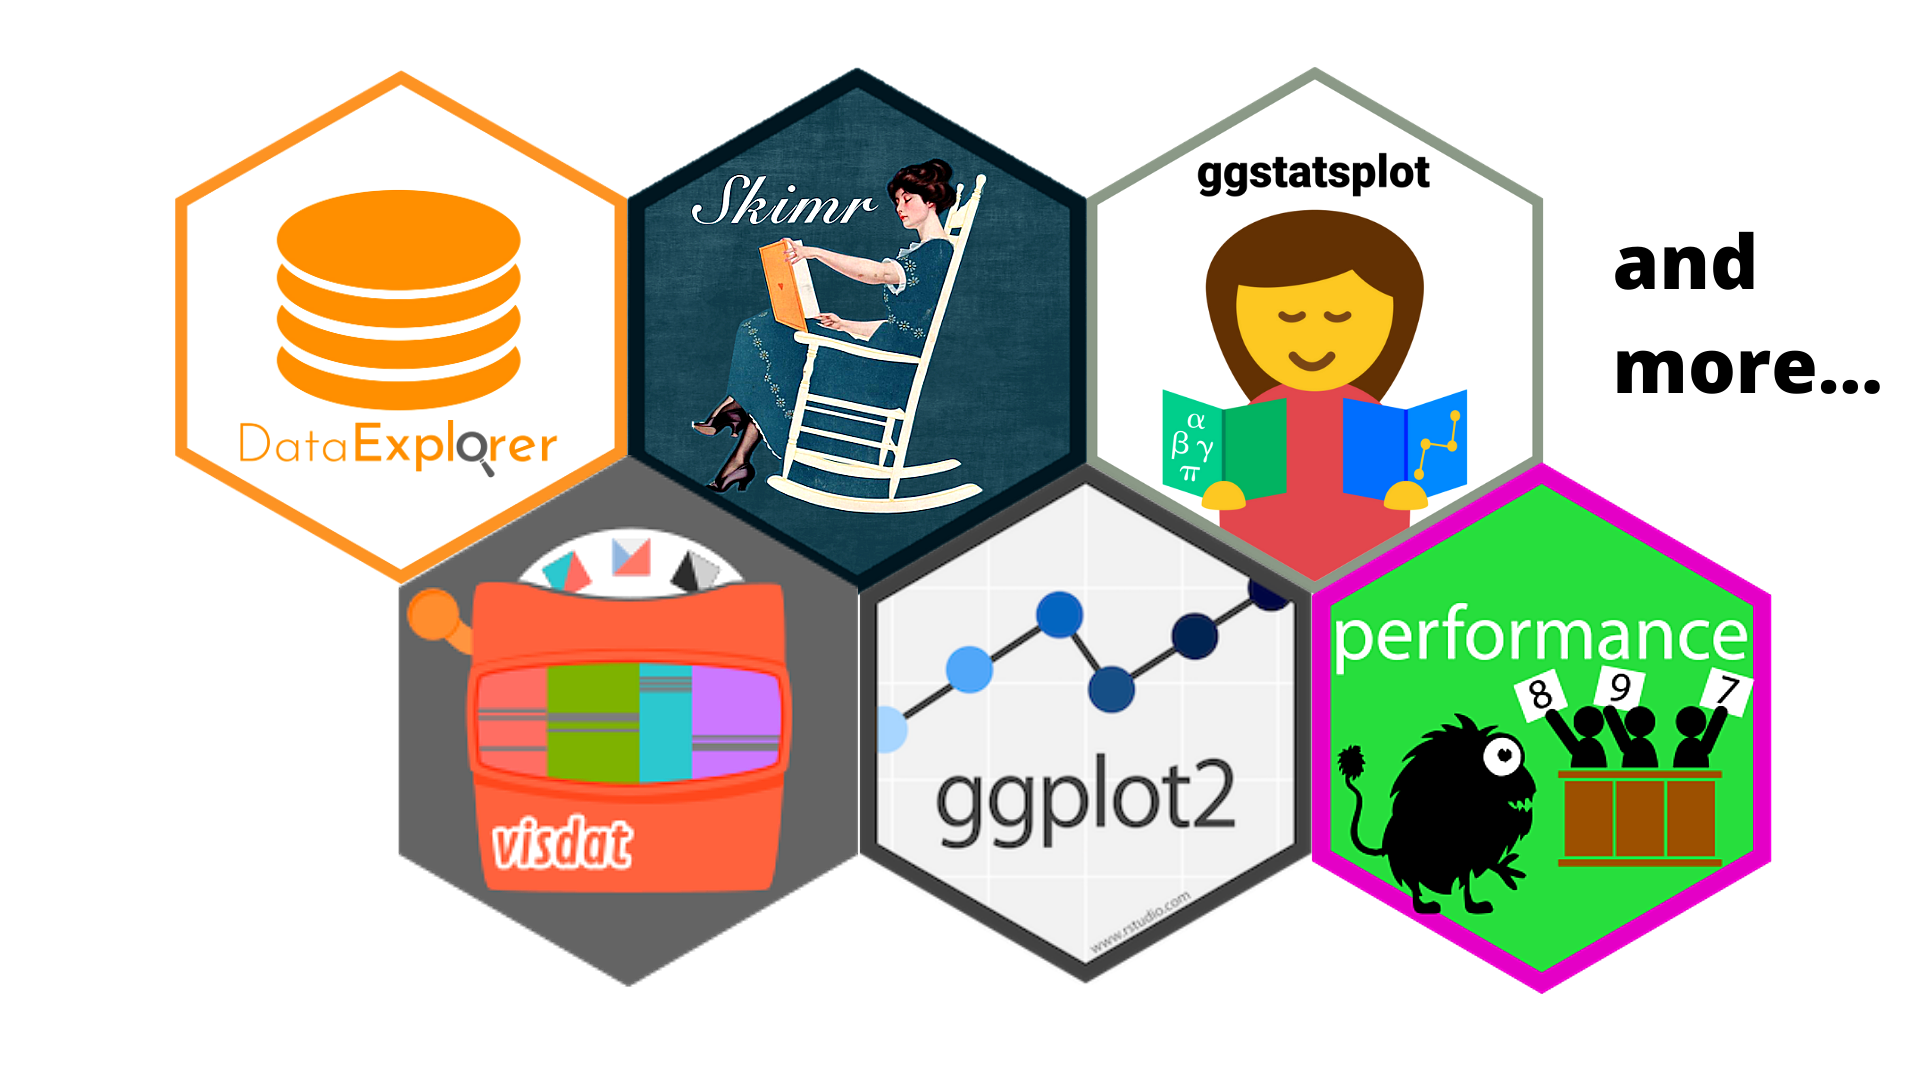 DataExplorer
Skimr
ggstatsplot
α
β γ
π
and
more...
visdat
ggplot2
www.rstudio.com
performance
8 9 7